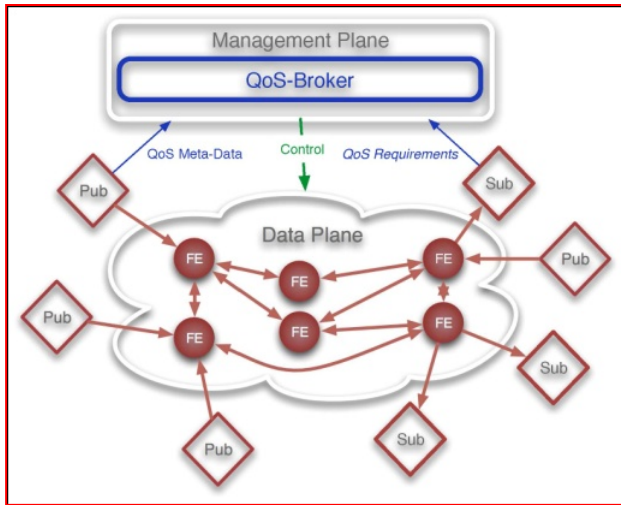 Management Plane
QoS-Broker
QoS Meta-Data
Control
QoS Requirements
Pub
Sub
Data Plane
FE
FE
FE
Pub
Pub
FE
FE
FE
Sub
Pub
Sub